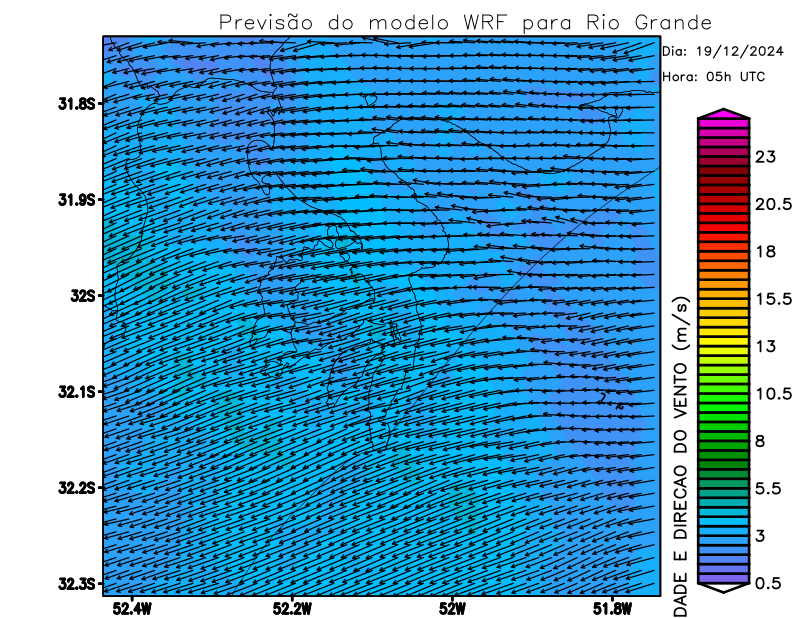 Previsão do modelo WRF para Rio Grande
Dia: 19/12/2024
Hora: 05h UTC
31.8S
31.9S
32S
32.1S
32.2S
32.3S
52.4W
52.2W
52W
51.8W
23
20.5
18
15.5
13
10.5
8
5.5
3
0.5
DADE E DIRECAO DO VENTO (m/s)